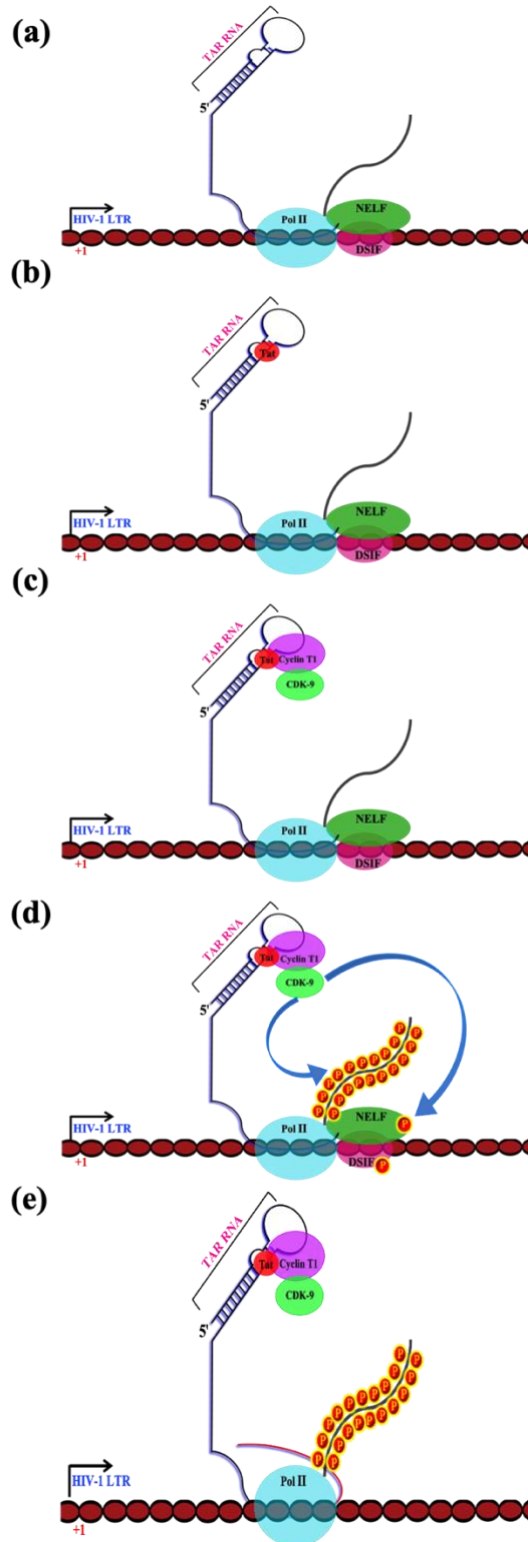 (a)
TAR RNA
5'
Pol II
NELF
HIV-1 LTR
DSIF
+1
(b)
TAR RNA
Tat
5'
Pol II
NELF
HIV-1 LTR
DSIF
+1
(c)
TAR RNA
Tat Cyclin T1
CDK-9
5'
Pol II
NELF
HIV-1 LTR
DSIF
+1
(d)
TAR RNA
Tat Cyclin T1
CDK-9
5'
P P P P P P P P P P P P P P P P P P
Pol II
NELF
P
HIV-1 LTR
DSIF P
+1
(e)
TAR RNA
Tat Cyclin T1
CDK-9
5'
P P P P P P P P P P P P P P P P P P
Pol II
HIV-1 LTR
+1